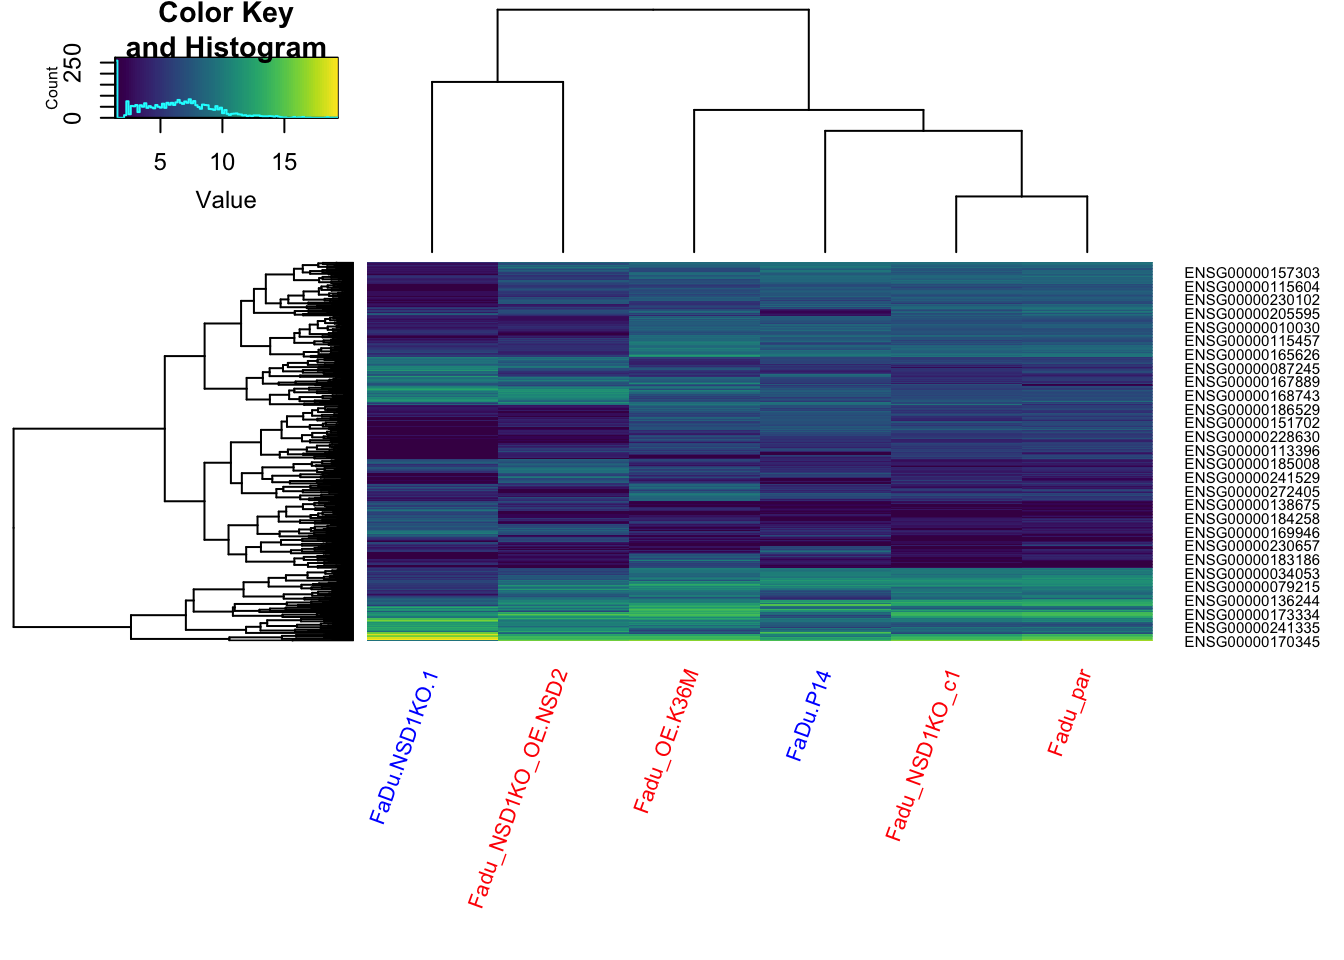 Color Key
and Histogram
Count
0
250
5 10 15
Value
ENSG00000157303
ENSG00000115604
ENSG00000230102
ENSG00000205595
ENSG00000010030
ENSG00000115457
ENSG00000165626
ENSG00000087245
ENSG00000167889
ENSG00000168743
ENSG00000186529
ENSG00000151702
ENSG00000228630
ENSG00000113396
ENSG00000185008
ENSG00000241529
ENSG00000272405
ENSG00000138675
ENSG00000184258
ENSG00000169946
ENSG00000230657
ENSG00000183186
ENSG00000034053
ENSG00000079215
ENSG00000136244
ENSG00000173334
ENSG00000241335
ENSG00000170345
FaDu.NSD1KO.1
Fadu_NSD1KO_OE.NSD2
Fadu_OE.K36M
FaDu.P14
Fadu_NSD1KO_c1
Fadu_par